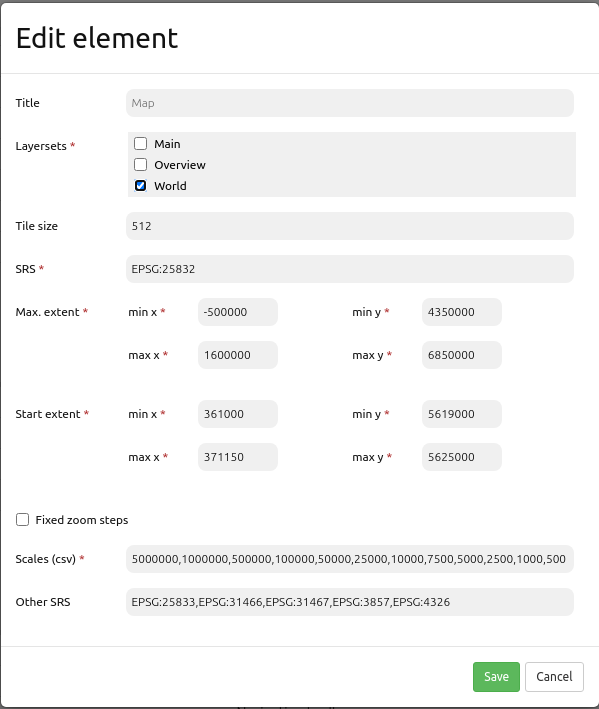 Edit element
Title Map
Layersets * Main
Overview
World
Tile size 512
SRS * EPSG:25832
Max. extent * min x * -500000 min y * 4350000
max x * 1600000 max y * 6850000
Start extent * min x * 361000 min y * 5619000
max x * 371150 max y * 5625000
Fixed zoom steps
Scales (csv) * 5000000,1000000,500000,100000,50000,25000,10000,7500,5000,2500,1000,500
Other SRS EPSG:25833,EPSG:31466,EPSG:31467,EPSG:3857,EPSG:4326
Save Cancel